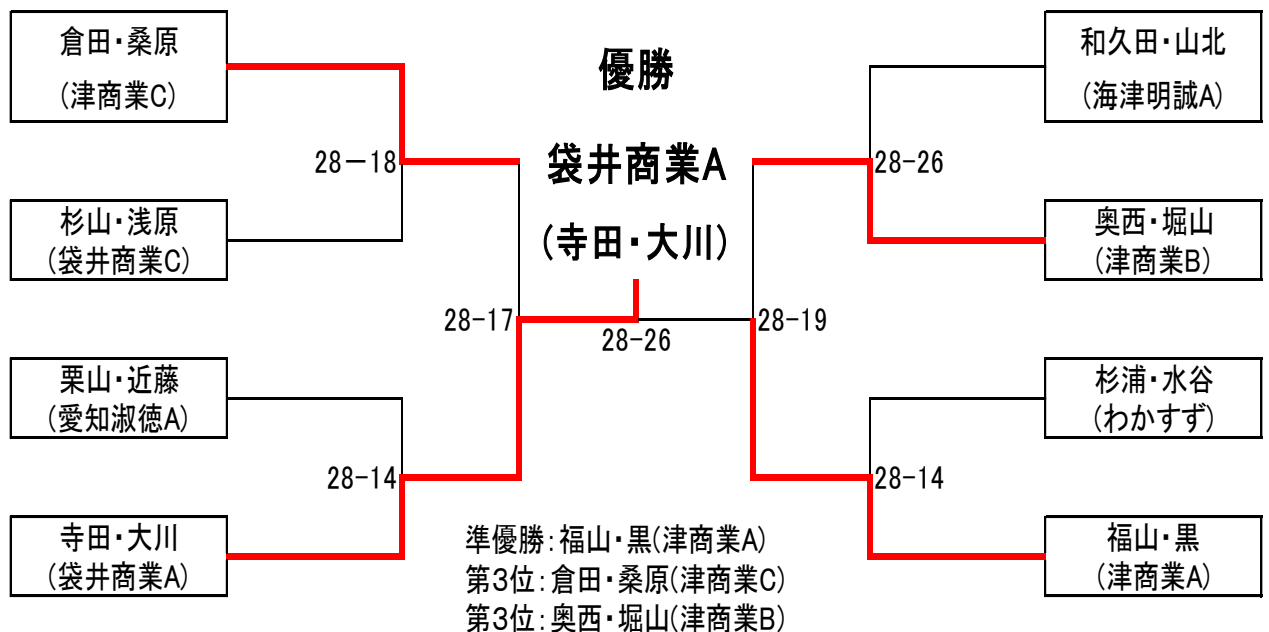 倉田・桑原
(津商業C)
28－18
杉山・浅原
(袋井商業C)
28-17
栗山・近藤
(愛知淑徳A)
28-14
寺田・大川
(袋井商業A)
優勝
袋井商業A
(寺田・大川)
28-26
和久田・山北
(海津明誠A)
28-26
奥西・堀山
(津商業B)
28-19
杉浦・水谷
(わかすず)
28-14
福山・黒
(津商業A)
準優勝：福山・黒(津商業A)
第3位：倉田・桑原(津商業C)
第3位：奥西・堀山(津商業B)